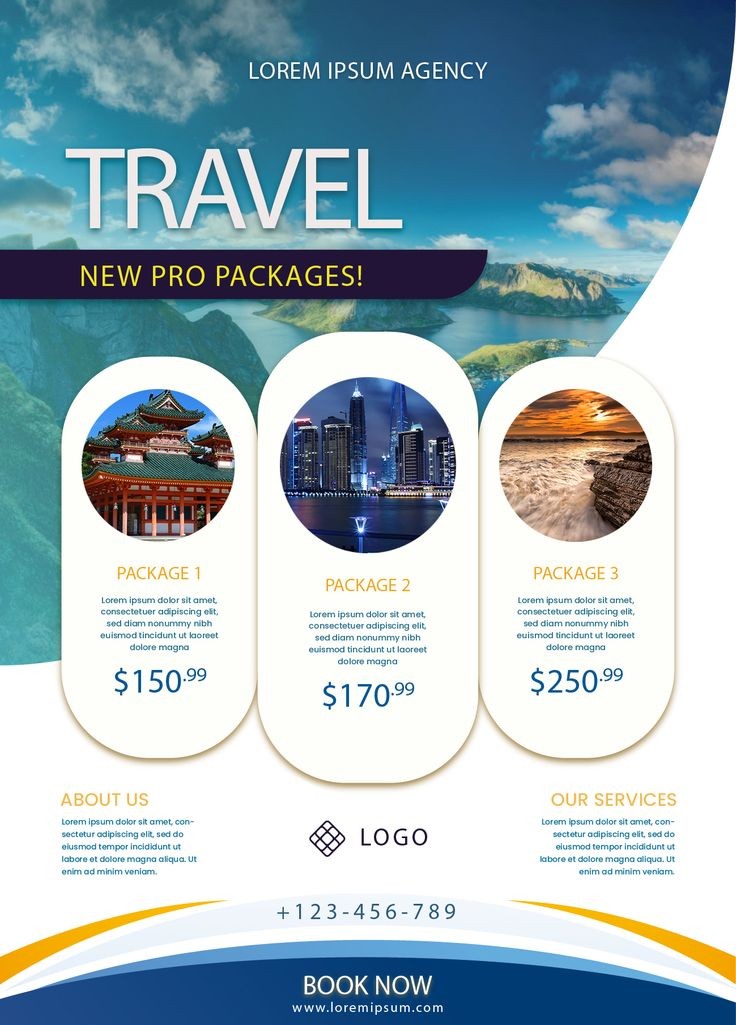 LOREM IPSUM AGENCY
TRAVEL
NEW PRO PACKAGES!
PACKAGE 1
Lorem ipsum dolor sit amet,
consectetuer adipiscing elit,
sed diam nonummy nibh
euismod tincidunt ut laoreet
dolore magna
$150.99
PACKAGE 2
Lorem ipsum dolor sit amet,
consectetuer adipiscing elit,
sed diam nonummy nibh
euismod tincidunt ut laoreet
dolore magna
$170.99
PACKAGE 3
Lorem ipsum dolor sit amet,
consectetuer adipiscing elit,
sed diam nonummy nibh
euismod tincidunt ut laoreet
dolore magna
$250.99
ABOUT US
Lorem ipsum dolor sit amet, con-
sectetur adipiscing elit, sed do
eiusmod tempor incididunt ut
labore et dolore magna aliqua. Ut
enim ad minim veniam.
LOGO
OUR SERVICES
Lorem ipsum dolor sit amet, con-
sectetur adipiscing elit, sed do
eiusmod tempor incididunt ut
labore et dolore magna aliqua. Ut
enim ad minim veniam.
+123-456-789
BOOK NOW
www.loremipsum.com